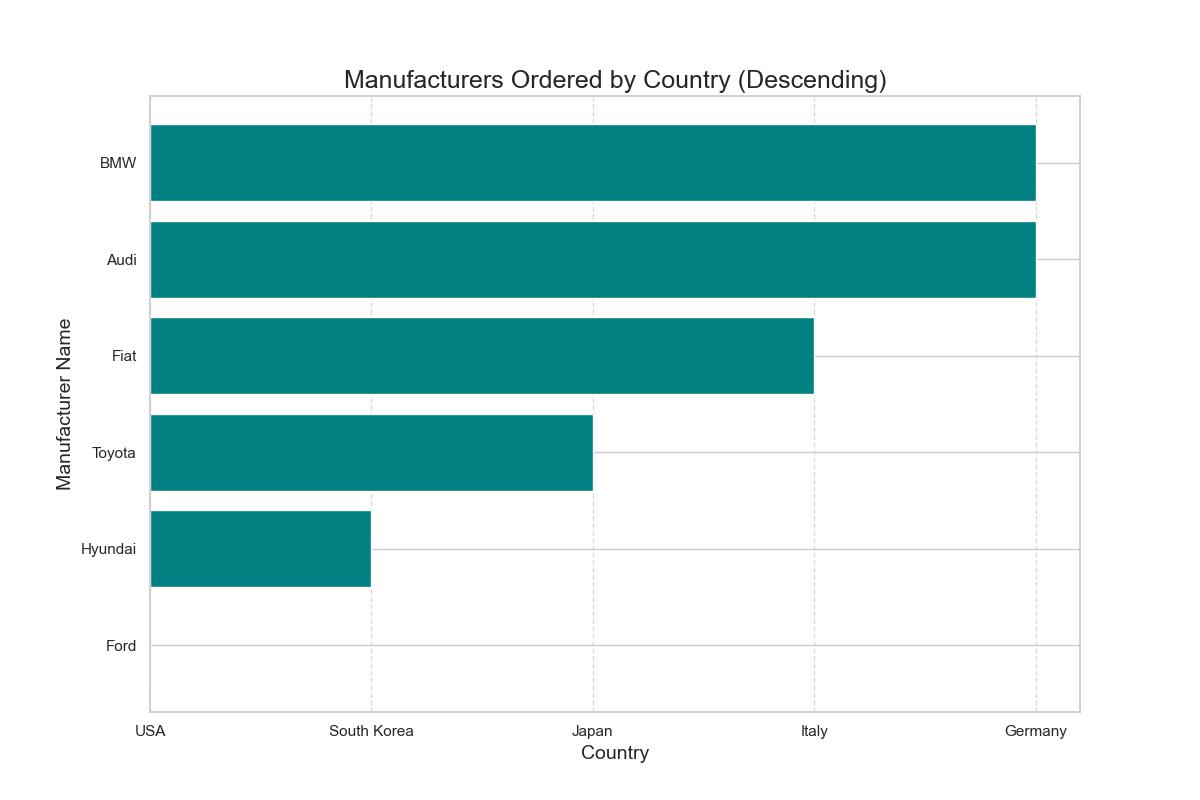 Manufacturers Ordered by Country (Descending)
Manufacturer Name
BMW
Audi
Fiat
Toyota
Hyundai
Ford
USA South Korea Japan Italy Germany
Country